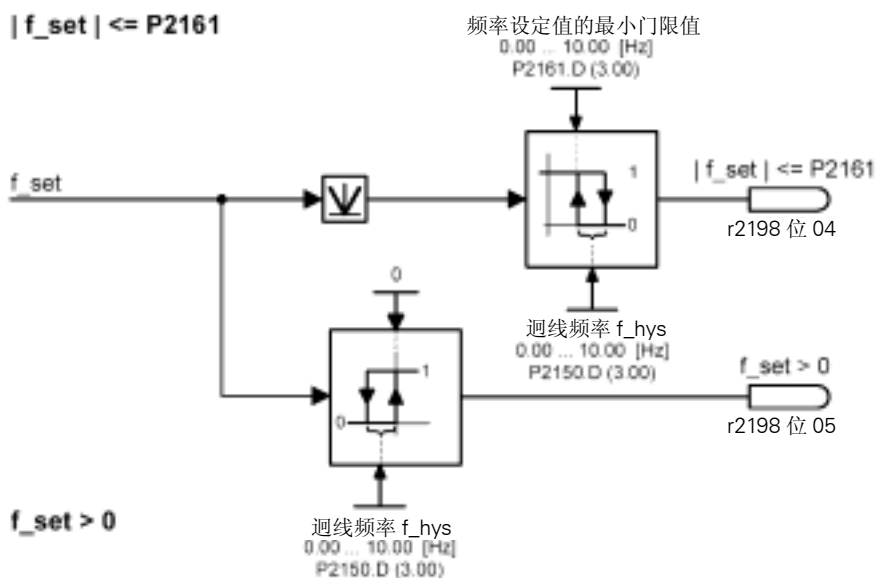 | f_set | <= P2161
频率设定值的最小门限值
0.00 ... 10.00 [Hz]
P2161.D (3.00)
f_set
1
0
| f_set | <= P2161
r2198 位 04
迥线频率 f_hys
0.00 ... 10.00 [Hz]
P2150.D (3.00)
0
1
0
f_set > 0
r2198 位 05
f_set > 0
迥线频率 f_hys
0.00 ... 10.00 [Hz]
P2150.D (3.00)